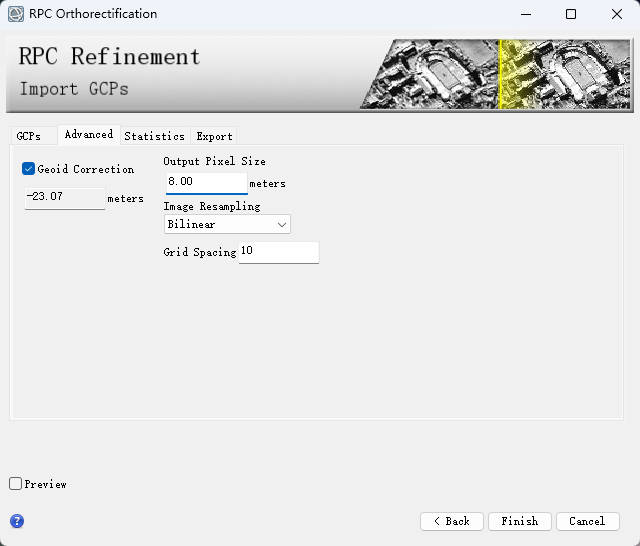 RPC Orthorectification
RPC Refinement
Import GCPs
GCPs Advanced Statistics Export
Geoid Correction
-23.07 meters
Output Pixel Size
8.00 meters
Image Resampling
Bilinear
Grid Spacing 10
Preview
? < Back Finish Cancel